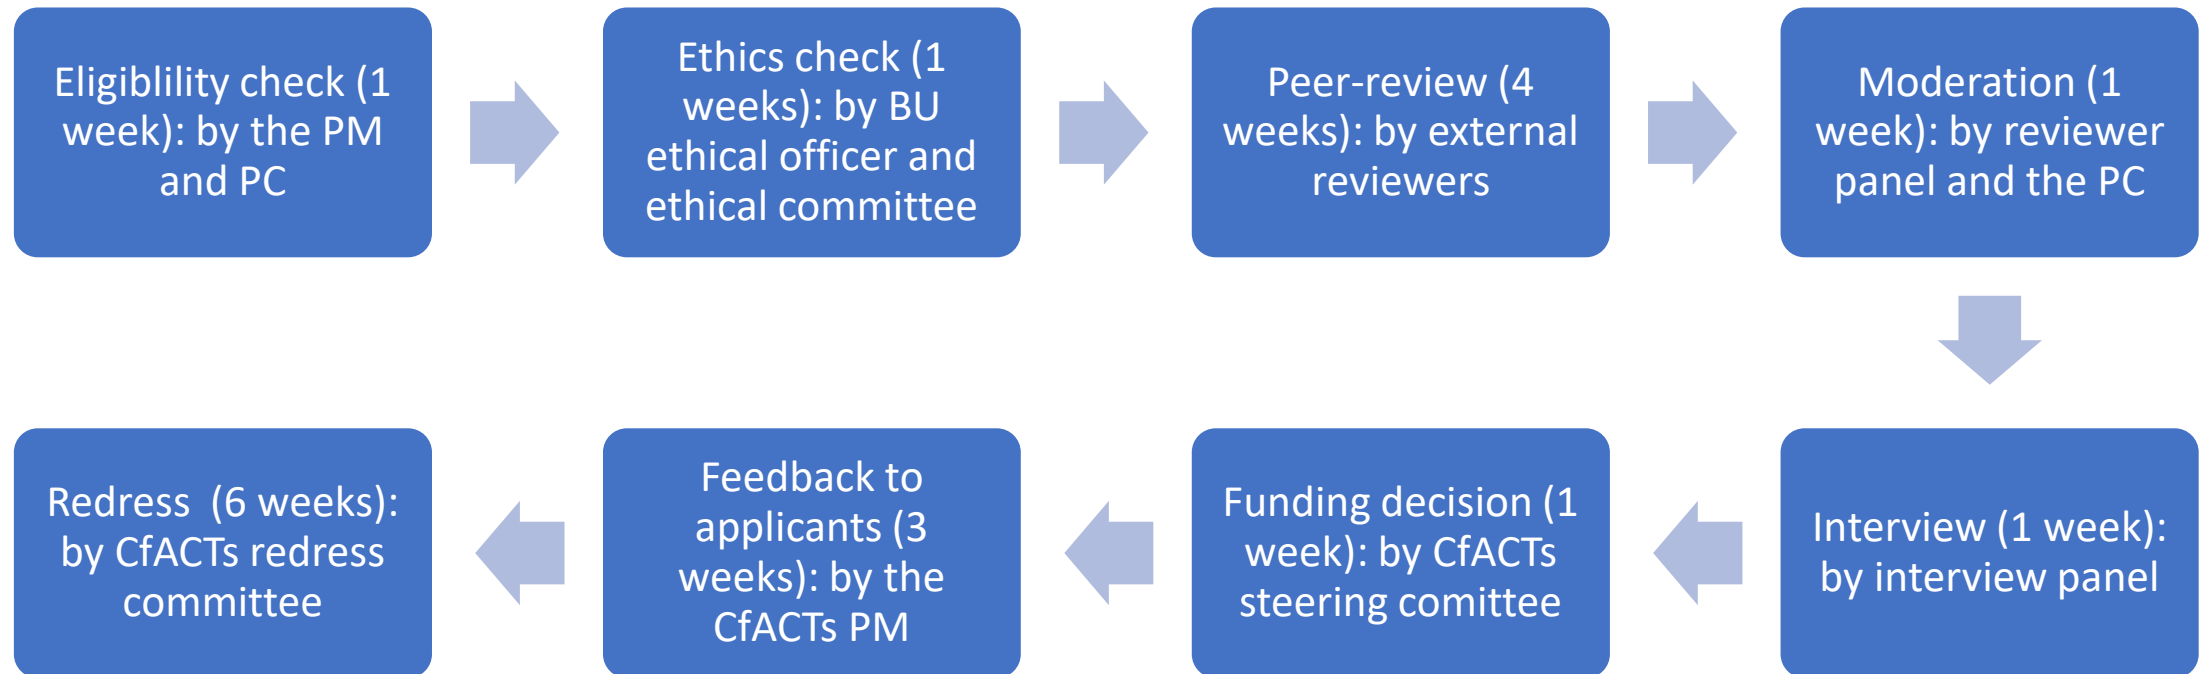 Eligiblility check (1
week): by the PM
and PC
Ethics check (1
weeks): by BU
ethical officer and
ethical committee
Peer-review (4
weeks): by external
reviewers
Moderation (1
week): by reviewer
panel and the PC
Interview (1 week):
by interview panel
Funding decision (1
week): by CfACTs
steering comittee
Feedback to
applicants (3
weeks): by the
CfACTs PM
Redress  (6 weeks):
by CfACTs redress
committee